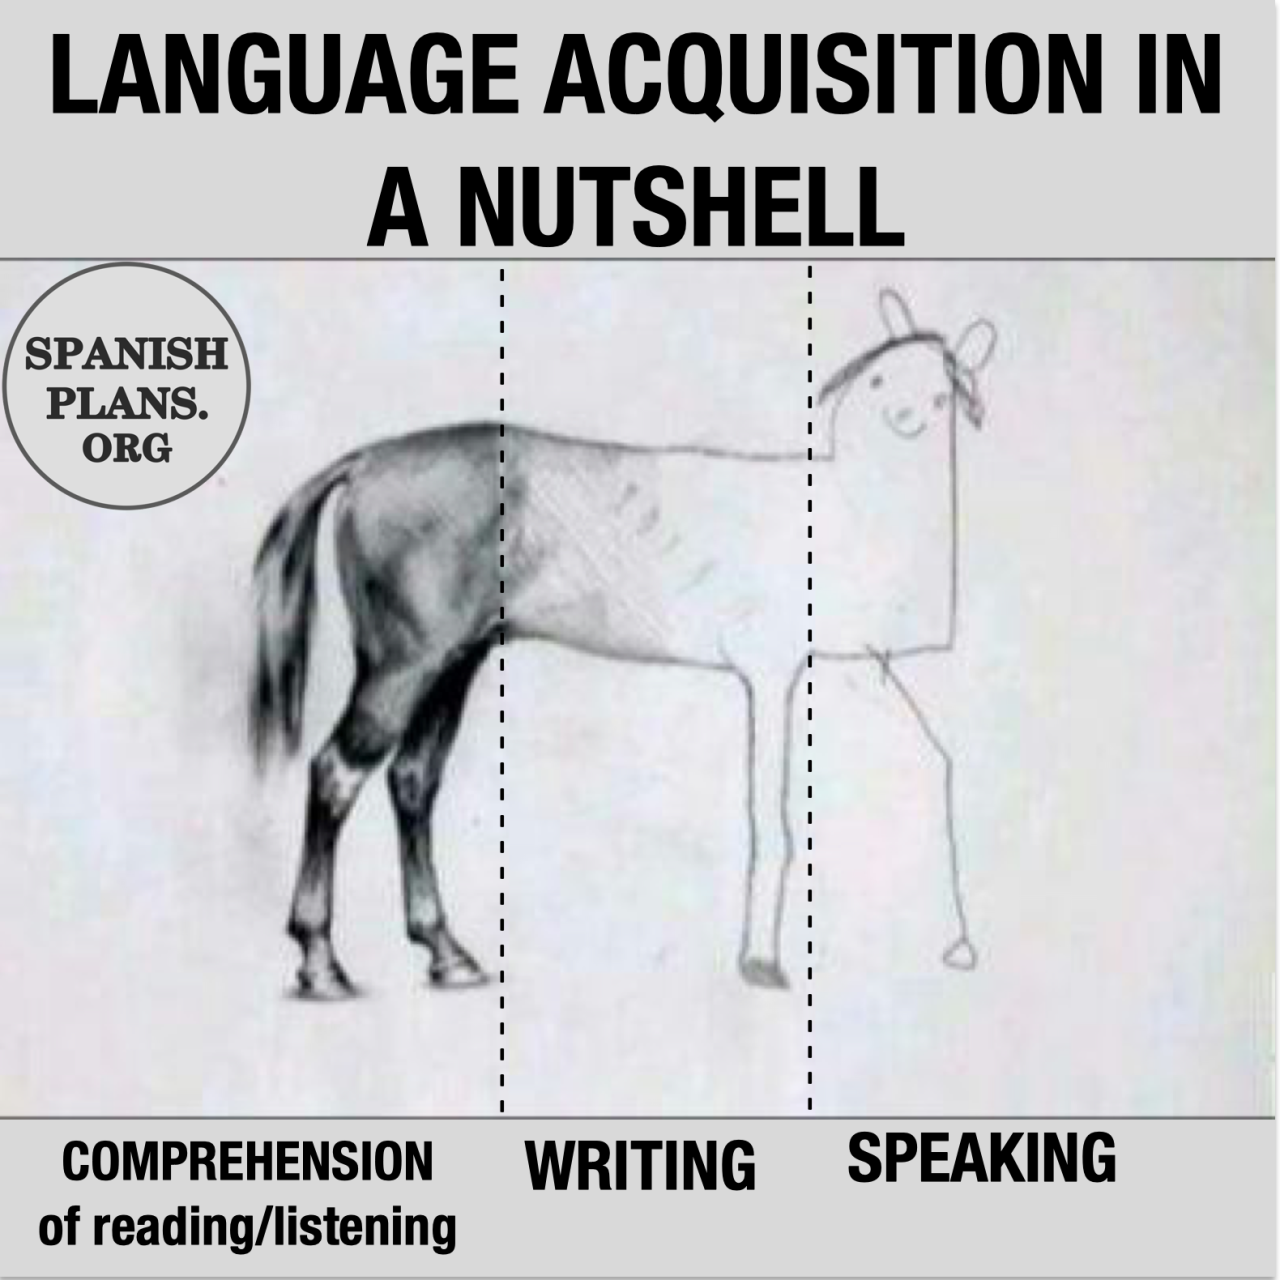 LANGUAGE ACQUISITION IN
A NUTSHELL
SPANISH
PLANS.
ORG
COMPREHENSION
of reading/listening
WRITING
SPEAKING